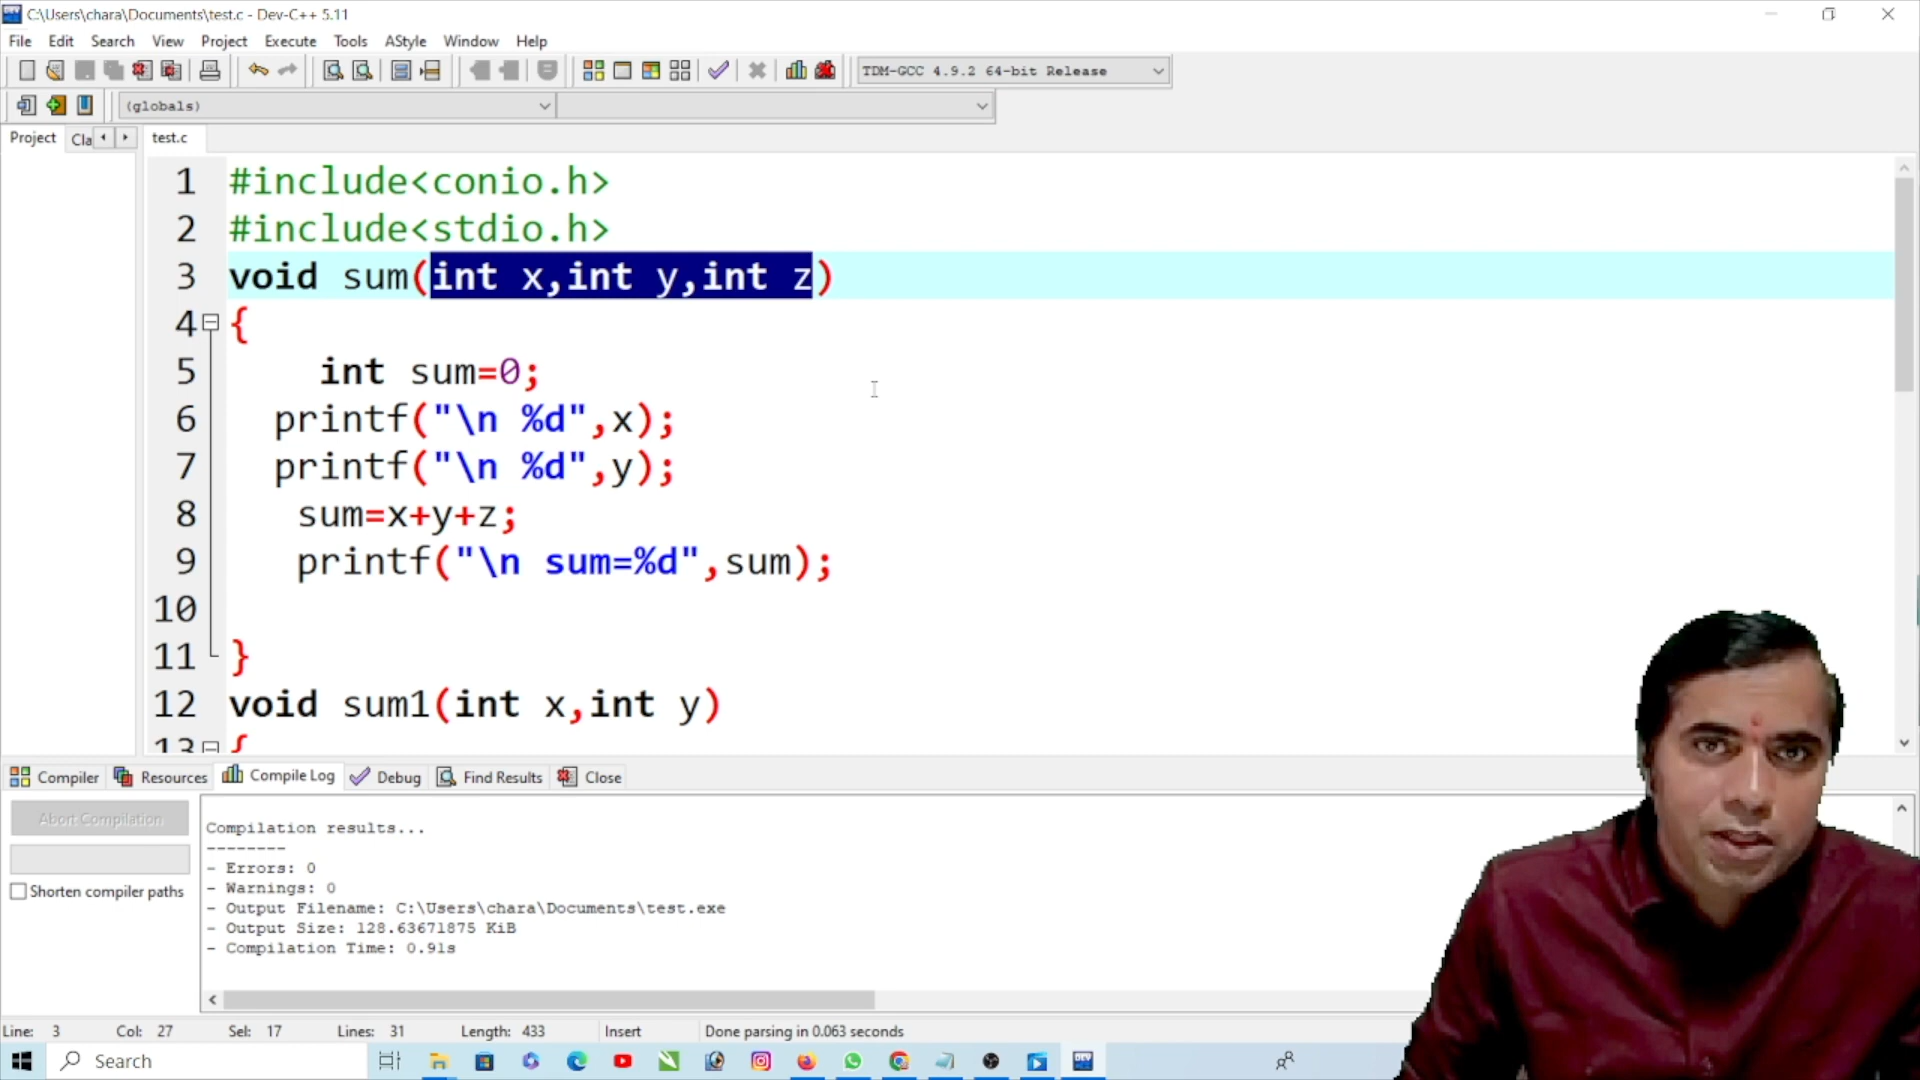 C:\Users\chara\Documents\test.c - Dev-C++ 5.11
File Edit Search View Project Execute Tools AStyle Window Help
TDM-GCC 4.9.2 64-bit Release
(globals)
Project Cla test.c
1 #include<conio.h>
2 #include<stdio.h>
3 void sum(int x,int y,int z)
4 {
5 int sum=0;
6 printf("\n %d",x);
7 printf("\n %d",y);
8 sum=x+y+z;
9 printf("\n sum=%d",sum);
10
11 }
12 void sum1(int x,int y)
13 {
Compiler Resources Compile Log Debug Find Results Close
Abort Compilation
Shorten compiler paths
Compilation results...
--------
- Errors: 0
- Warnings: 0
- Output Filename: C:\Users\chara\Documents\test.exe
- Output Size: 128.63671875 KiB
- Compilation Time: 0.91s
Line: 3 Col: 27 Sel: 17 Lines: 31 Length: 433 Insert Done parsing in 0.063 seconds
Search
DEV